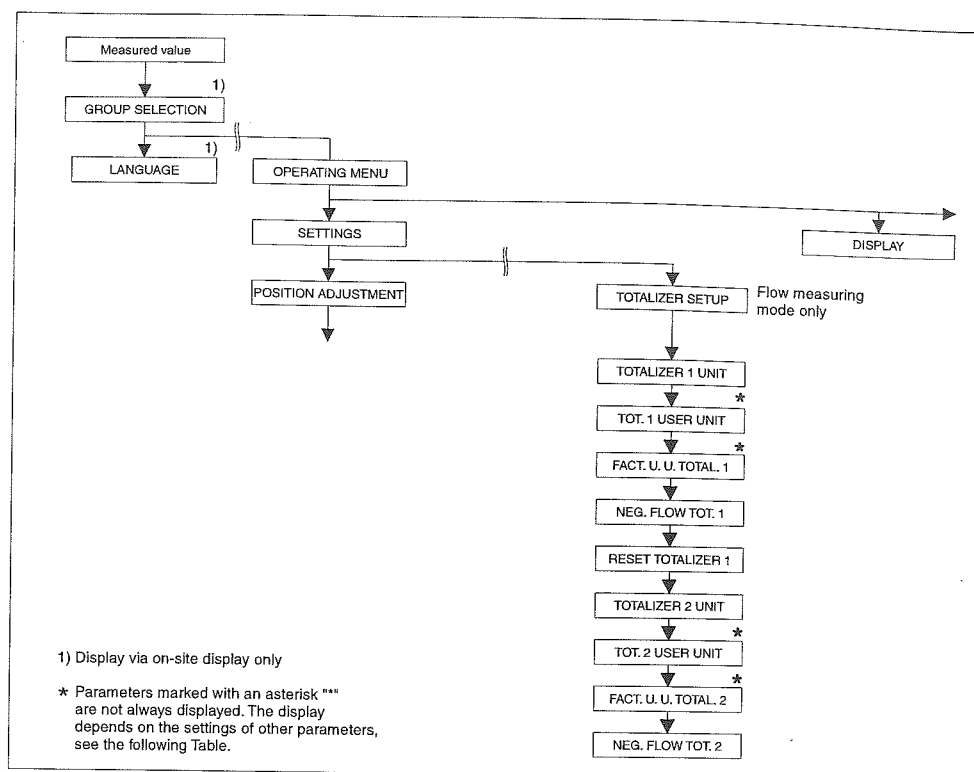 Measured value
1)
GROUP SELECTION
1)
LANGUAGE
OPERATING MENU
SETTINGS
DISPLAY
POSITION ADJUSTMENT
TOTALIZER SETUP
Flow measuring
mode only
TOTALIZER 1 UNIT
*
TOT. 1 USER UNIT
*
FACT. U. U. TOTAL. 1
NEG. FLOW TOT. 1
RESET TOTALIZER 1
TOTALIZER 2 UNIT
*
TOT. 2 USER UNIT
*
FACT. U. U. TOTAL. 2
NEG. FLOW TOT. 2
1) Display via on-site display only
* Parameters marked with an asterisk "*"
are not always displayed. The display
depends on the settings of other parameters,
see the following Table.